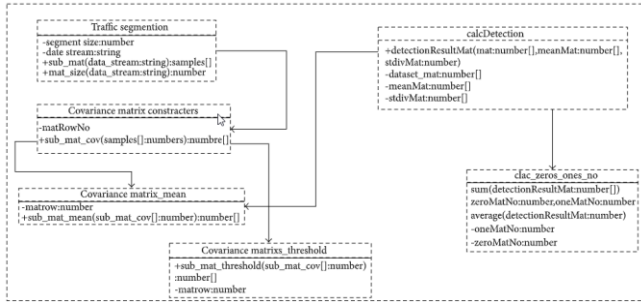 Traffic segmention
-segment size:number
-date stream:string
+sub_mat(data_stream:string):samples[]
+mat_size(data_stream:string):number
calcDetection
+detectionResultMat(mat:number[],meanMat:number[],
stdivMat:number)
-dataset_mat:number[]
-meanMat:number[]
-stdivMat:number[]
Covariance matrix constracters
-matRowNo
+sub_mat_cov(samples[]:numbers):numbre[]
clac_zeros_ones_no
sum(detectionResultMat:number[])
zeroMatNo:number,oneMatNo:number
average(detectionResultMat:number)
-oneMatNo:number
-zeroMatNo:number
Covariance matrix_mean
-matrow:number
+sub_mat_mean(sub_mat_cov[]:number):number[]
Covariance matrixs_threshold
+sub_mat_threshold(sub_mat_cov[]:number)
:number[]
-matrow:number